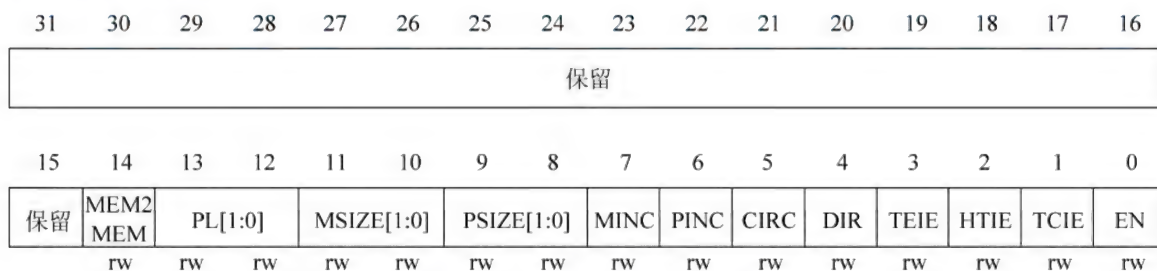 31 30 29 28 27 26 25 24 23 22 21 20 19 18 17 16
保留
15 14 13 12 11 10 9 8 7 6 5 4 3 2 1 0
保留 MEM2 MEM PL[1:0] MSIZE[1:0] PSIZE[1:0] MINC PINC CIRC DIR TEIE HTIE TCIE EN
rw rw rw rw rw rw rw rw rw rw rw rw rw rw rw